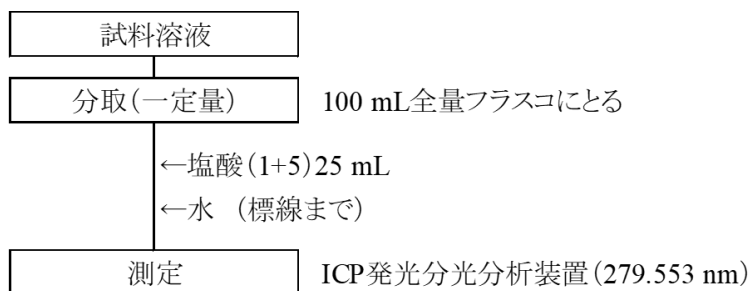 試料溶液
分取(一定量) 100 mL全量フラスコにとる
←塩酸(1+5)25 mL
←水 (標線まで)
測定 ICP発光分光分析装置(279.553 nm)